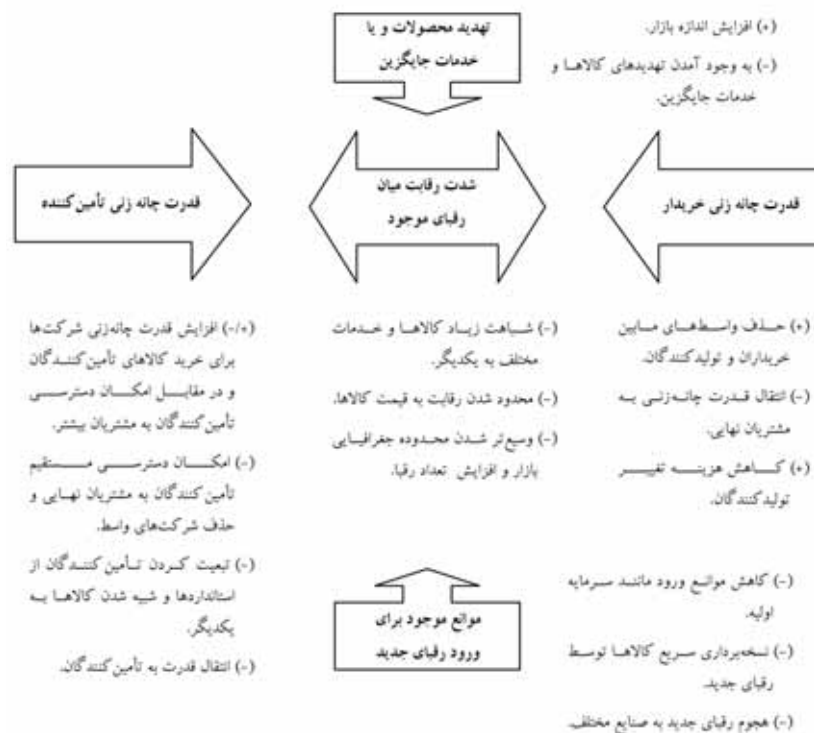 تهدید محصولات و یا
خدمات جایگزین
(+) افزایش اندازه بازار.
(-) به وجود آمدن تهدیدهای کالاها و
خدمات جایگزین.
قدرت چانه زنی خریدار
شدت رقابت میان
رقبای موجود
قدرت چانه زنی تأمین‌کننده
(+) حذف واسط‌های مابین
خریداران و تولیدکنندگان.
(-) انتقال قدرت چانه‌زنی به
مشتریان نهایی.
(+) کاهش هزینه تغییر
تولیدکنندگان.
(-) شباهت زیاد کالاها و خدمات
مختلف به یکدیگر.
(-) محدود شدن رقابت به قیمت کالاها.
(-) وسیع‌تر شدن محدوده جغرافیایی
بازار و افزایش تعداد رقبا.
(+/-) افزایش قدرت چانه‌زنی شرکت‌ها
برای خرید کالاهای تأمین‌کنندگان
و در مقابل امکان دسترسی
تأمین‌کنندگان به مشتریان بیشتر.
(-) امکان دسترسی مستقیم
تأمین‌کنندگان به مشتریان نهایی و
حذف شرکت‌های واسط.
(-) تبعیت کردن تأمین‌کنندگان از
استانداردها و شبیه شدن کالاها به
یکدیگر.
(-) انتقال قدرت به تأمین‌کنندگان.
موانع موجود برای
ورود رقبای جدید
(-) کاهش موانع ورود مانند سرمایه
اولیه.
(-) نسخه‌برداری سریع کالاها توسط
رقبای جدید.
(-) هجوم رقبای جدید به صنایع مختلف.